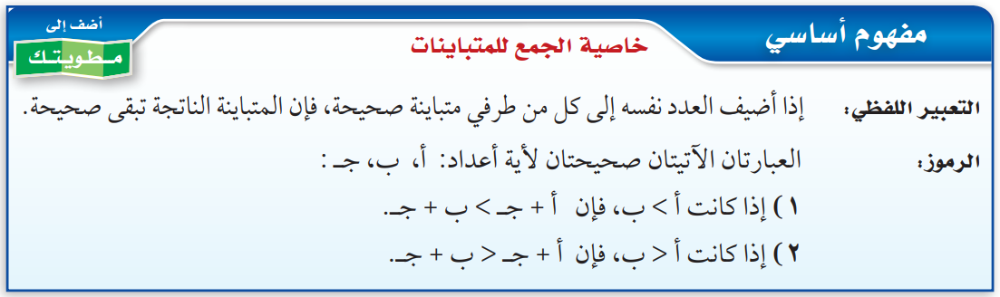 مفهوم أساسي
خاصية الجمع للمتباينات
أضف إلى
مـطويتـك
التعبير اللفظي: إذا أضيف العدد نفسه إلى كل من طرفي متباينة صحيحة، فإن المتباينة الناتجة تبقى صحيحة.
الرموز: العبارتان الآتيتان صحيحتان لأية أعداد: أ، ب، جـ :
١) إذا كانت أ > ب، فإن أ + جـ > ب + جـ.
٢) إذا كانت أ < ب، فإن أ + جـ < ب + جـ.